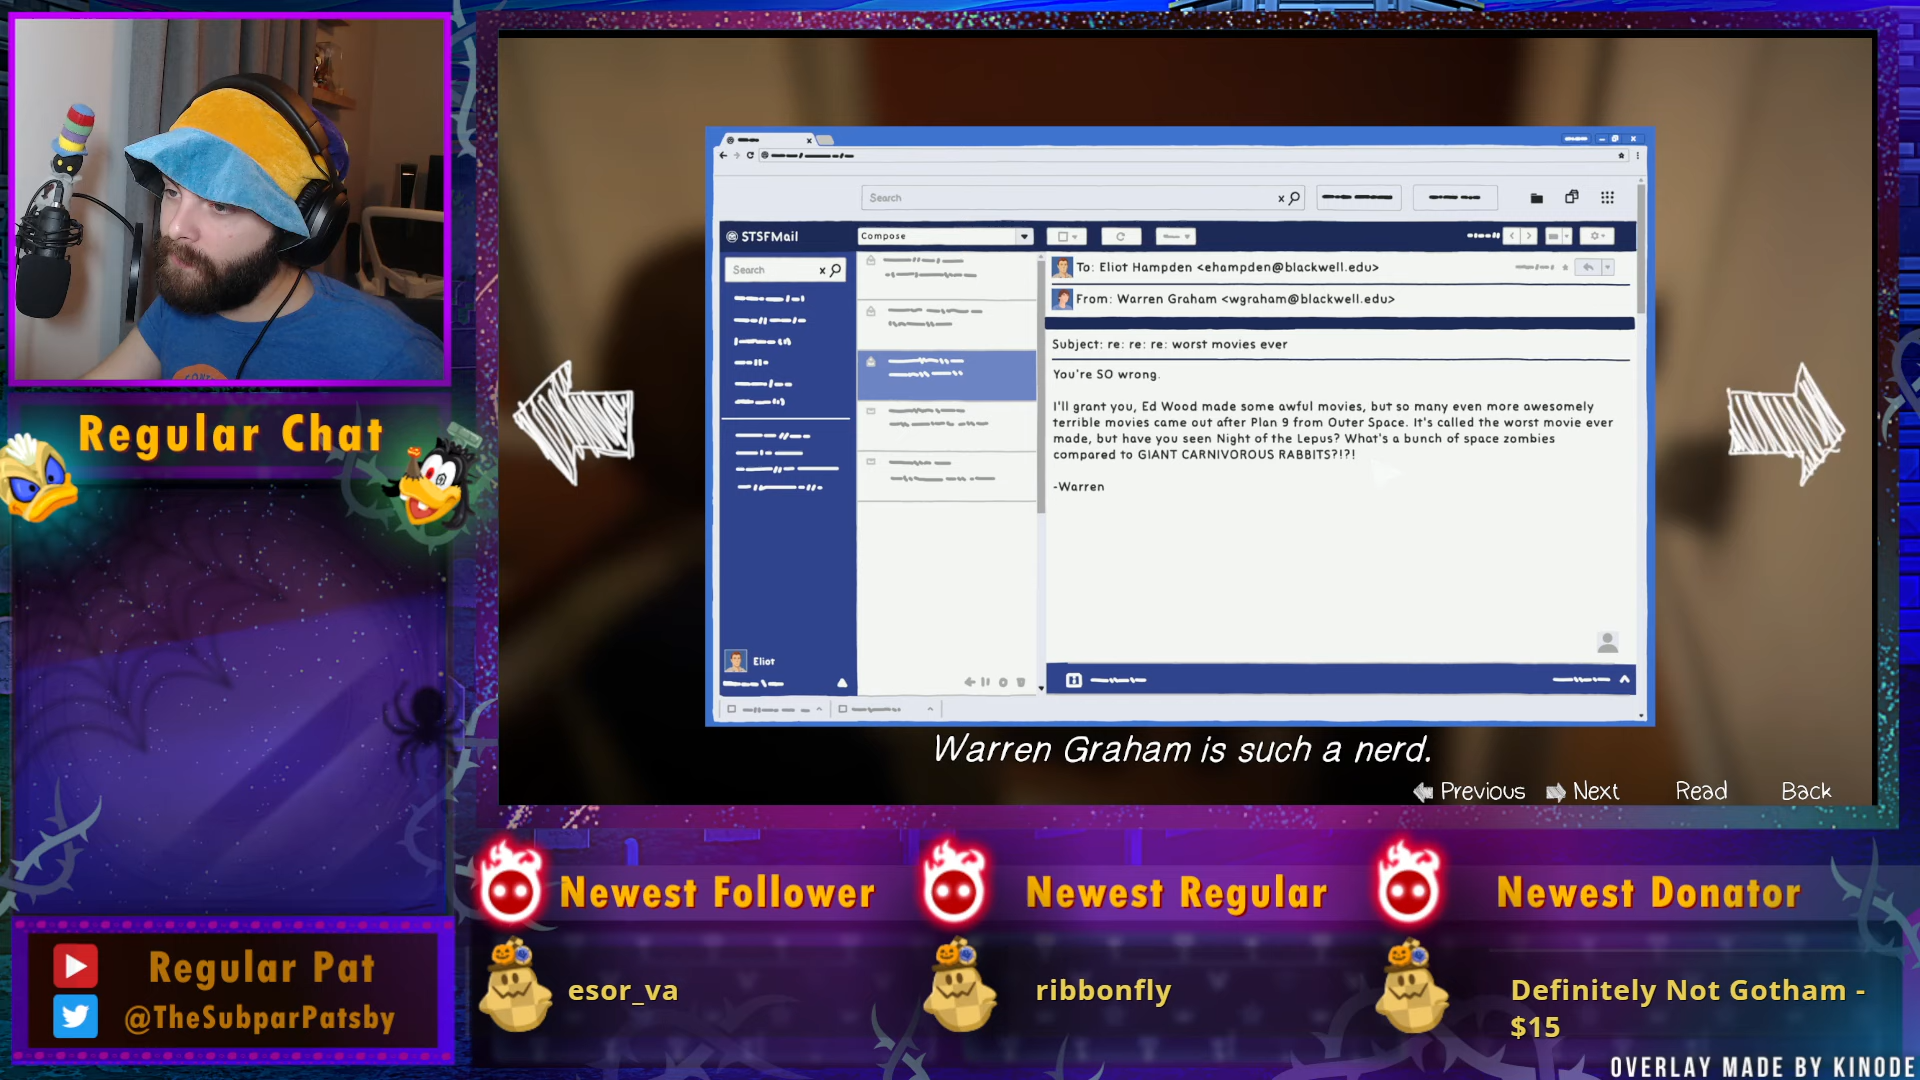 Regular Chat
Regular Pat
@TheSubparPatsby
Search
x
STSFMail
Compose
Search
x
To: Eliot Hampden <ehampden@blackwell.edu>
From: Warren Graham <wgraham@blackwell.edu>
Subject: re: re: re: worst movies ever
You're SO wrong.
I'll grant you, Ed Wood made some awful movies, but so many even more awesomely
terrible movies came out after Plan 9 from Outer Space. It's called the worst movie ever
made, but have you seen Night of the Lepus? What's a bunch of space zombies
compared to GIANT CARNIVOROUS RABBITS?!?!
-Warren
Eliot
Warren Graham is such a nerd.
Previous
Next
Read
Back
Newest Follower
esor_va
Newest Regular
ribbonfly
Newest Donator
Definitely Not Gotham -
$15
OVERLAY MADE BY KINODE